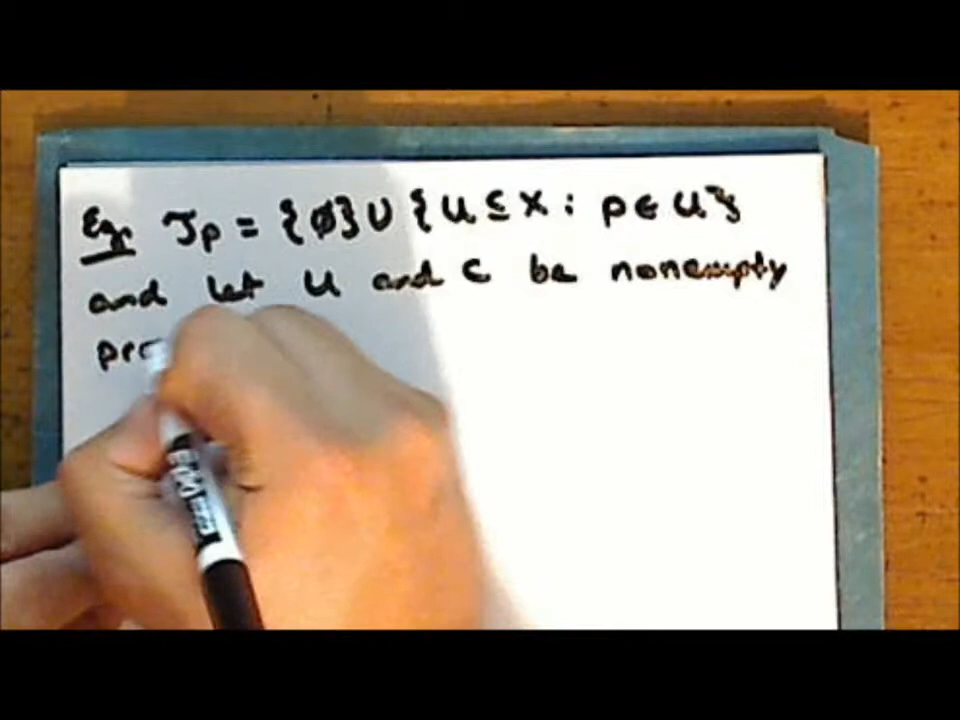 Eg. 𝒯p = {∅} ∪ {U ⊆ X : p ∈ U}
and let U and C be nonempty